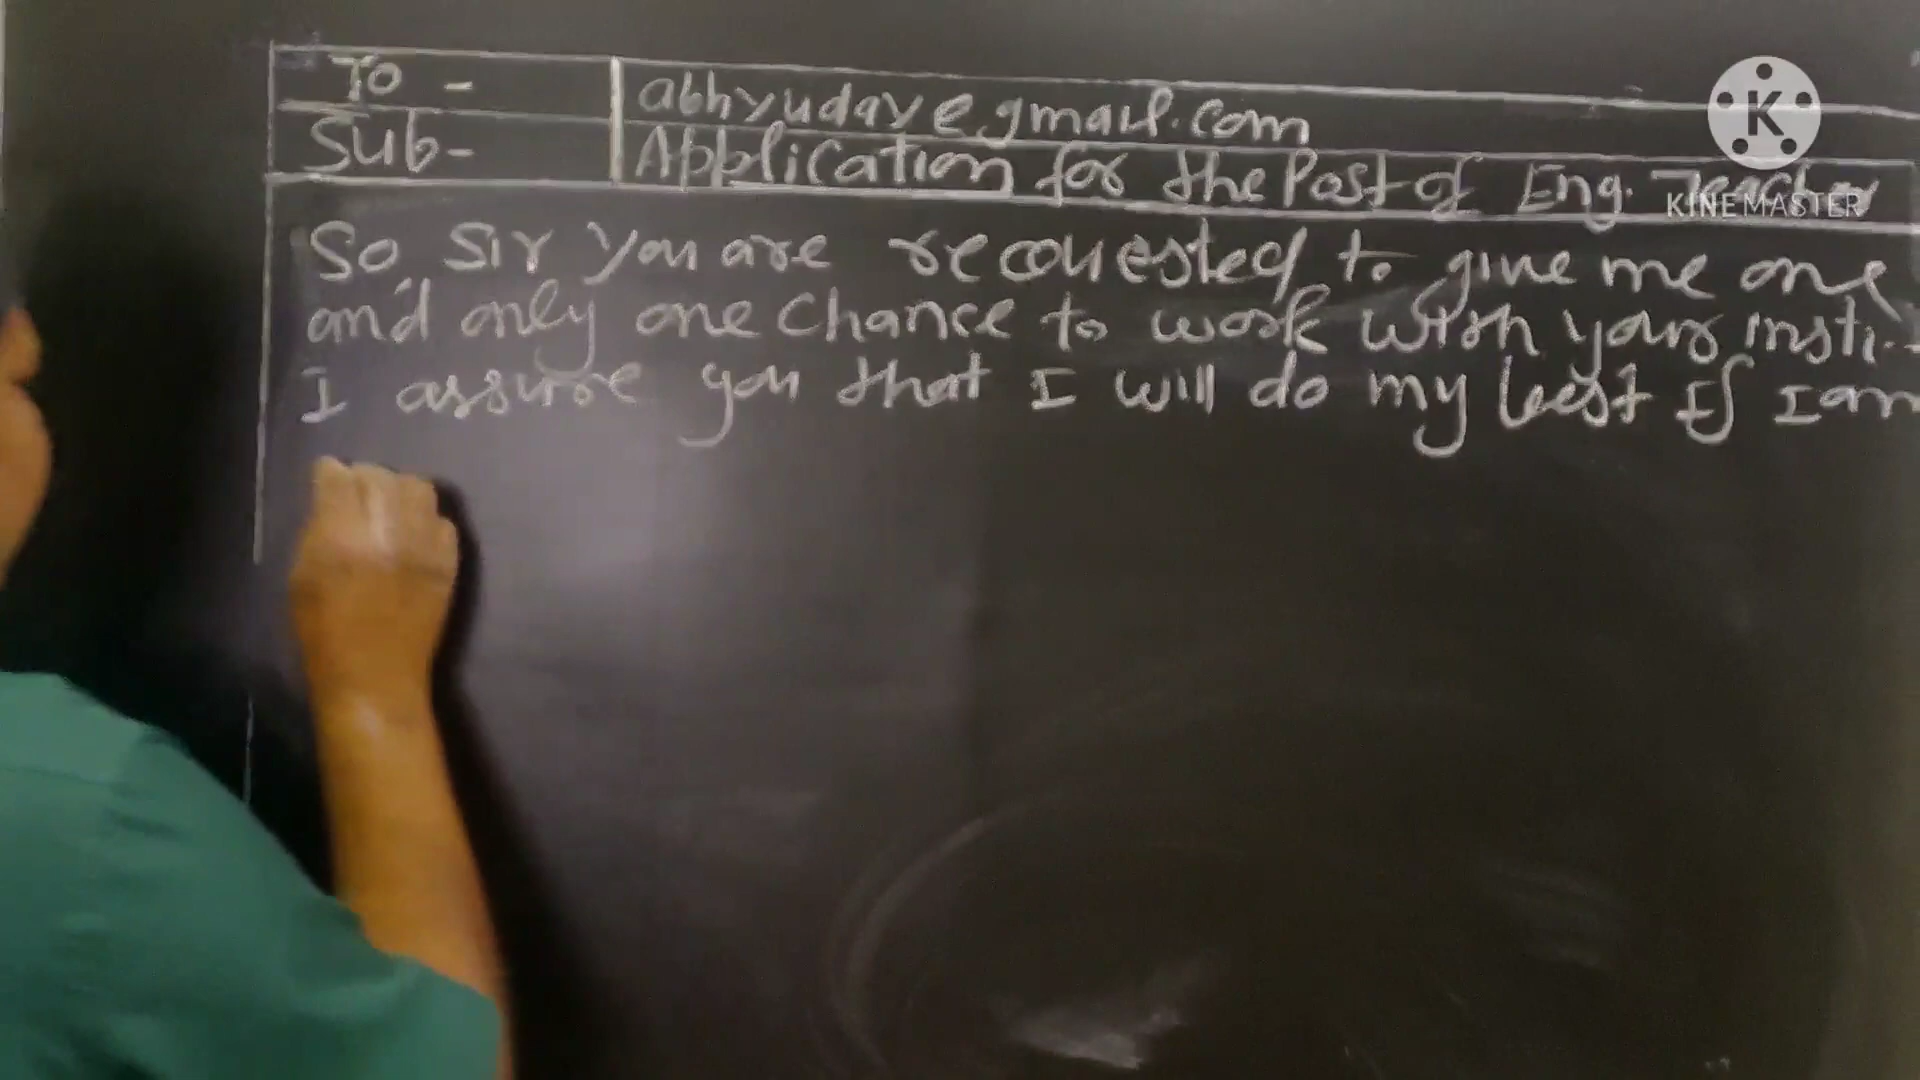 To -
abhyuday@gmail.com
Sub-
Application for the Post of Eng. Teacher
So, Sir you are recouested to give me one
and only one chance to work with your insti.-
I assure you that I will do my best If I am
K
KINEMASTER